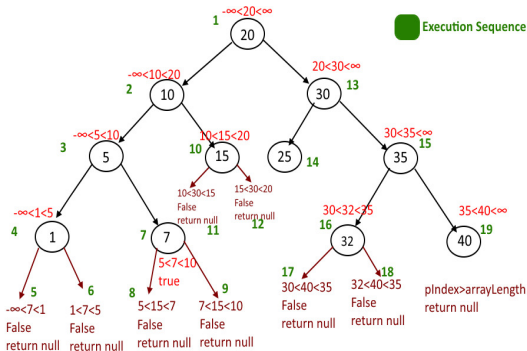 1
-∞<20<∞
20
Execution Sequence
2
-∞<10<20
10
20<30<∞
30
13
3
-∞<5<10
5
10
10<15<20
15
25
14
30<35<∞
15
35
10<30<15
False
return null
15<30<20
False
return null
-∞<1<5
4
1
7
7
11
12
5<7<10
true
30<32<35
16
32
35<40<∞
19
40
5
-∞<7<1
False
return null
6
1<7<5
False
return null
8
5<15<7
False
return null
9
7<15<10
False
return null
17
30<40<35
False
return null
18
32<40<35
False
return null
pIndex>arrayLength
return null